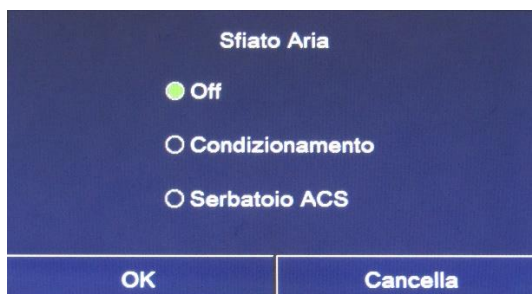 Sfiato Aria
Off
Condizionamento
Serbatoio ACS
OK
Cancella